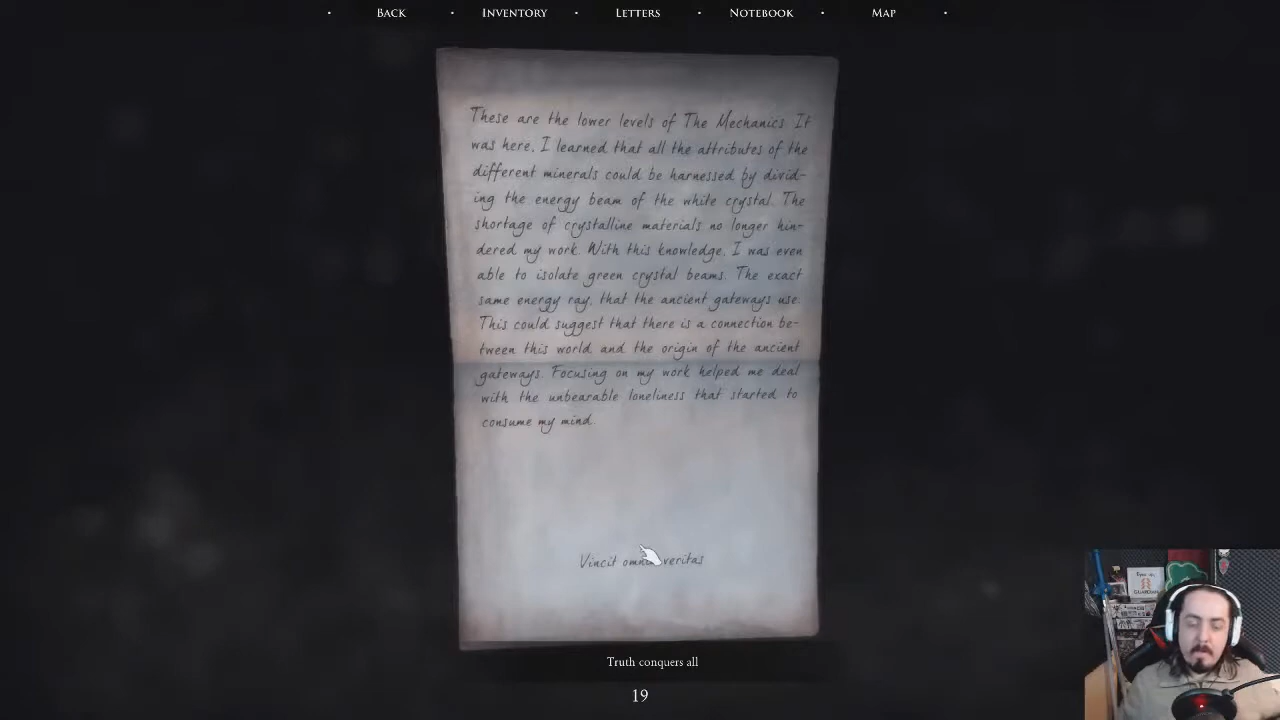 BACK
INVENTORY
LETTERS
NOTEBOOK
MAP
These are the lower levels of The Mechanics. It
was here, I learned that all the attributes of the
different minerals could be harnessed by divid-
ing the energy beam of the white crystal. The
shortage of crystalline materials no longer hin-
dered my work. With this knowledge, I was even
able to isolate green crystal beams. The exact
same energy ray, that the ancient gateways use.
This could suggest that there is a connection be-
tween this world and the origin of the ancient
gateways. Focusing on my work helped me deal
with the unbearable loneliness that started to
consume my mind.
Vincit veritas
Truth conquers all
19